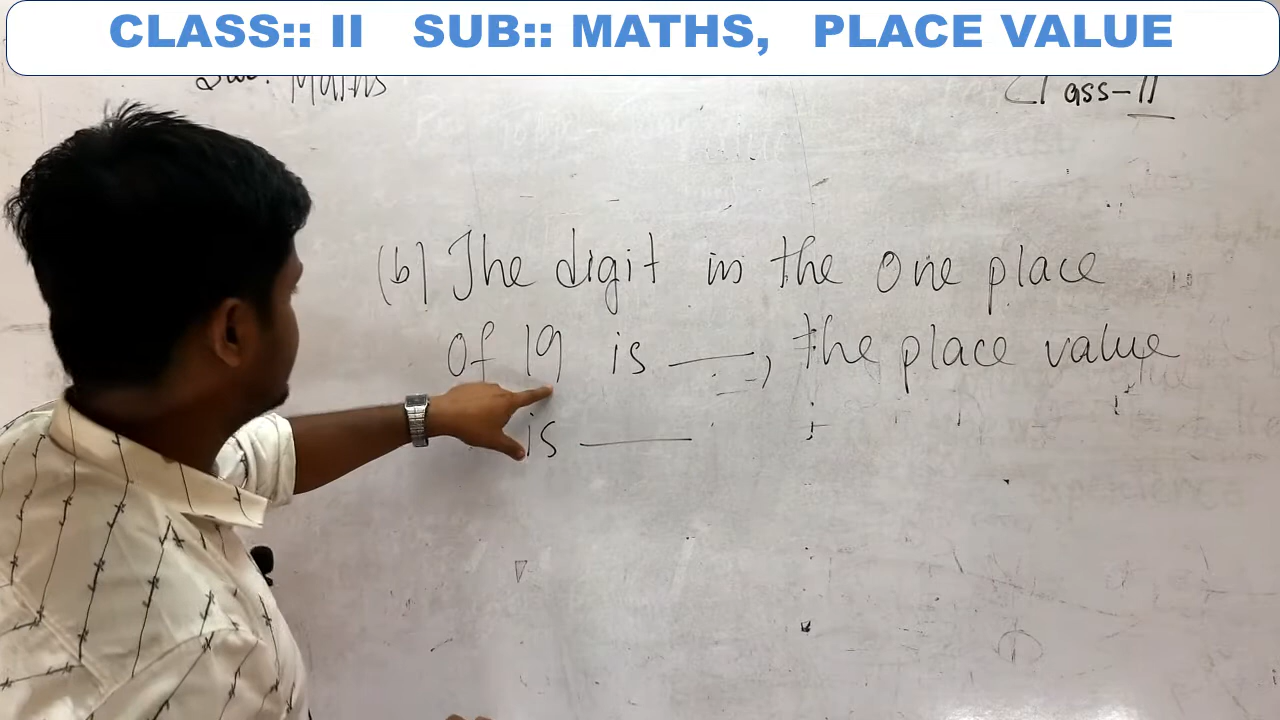 CLASS:: II SUB:: MATHS, PLACE VALUE
Sub: Maths
Class-II
(b) The digit in the one place
of 19 is ___, the place value
is ___